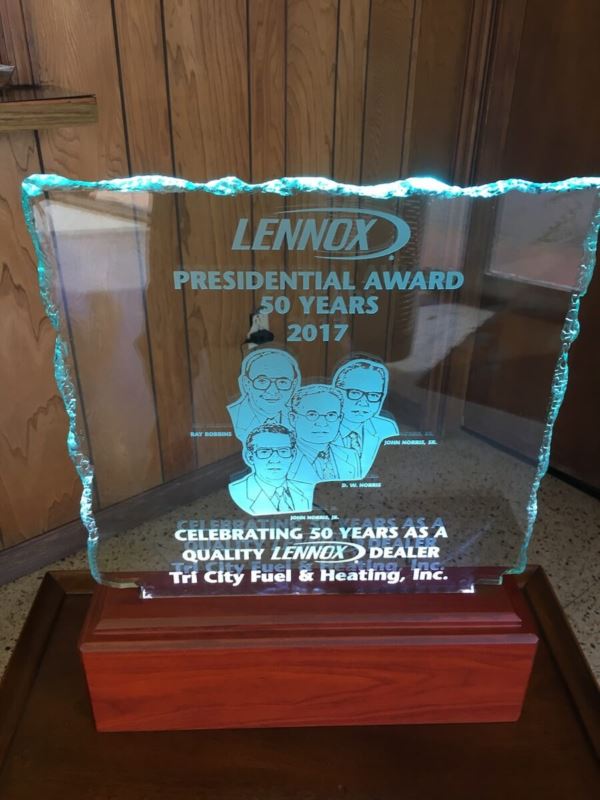 LENNOX
PRESIDENTIAL AWARD
50 YEARS
2017
RAY ROBBINS
JOHN NORRIS, SR.
D. W. NORRIS
JOHN NORRIS, JR.
CELEBRATING 50 YEARS AS A
QUALITY LENNOX DEALER
Tri City Fuel & Heating, Inc.